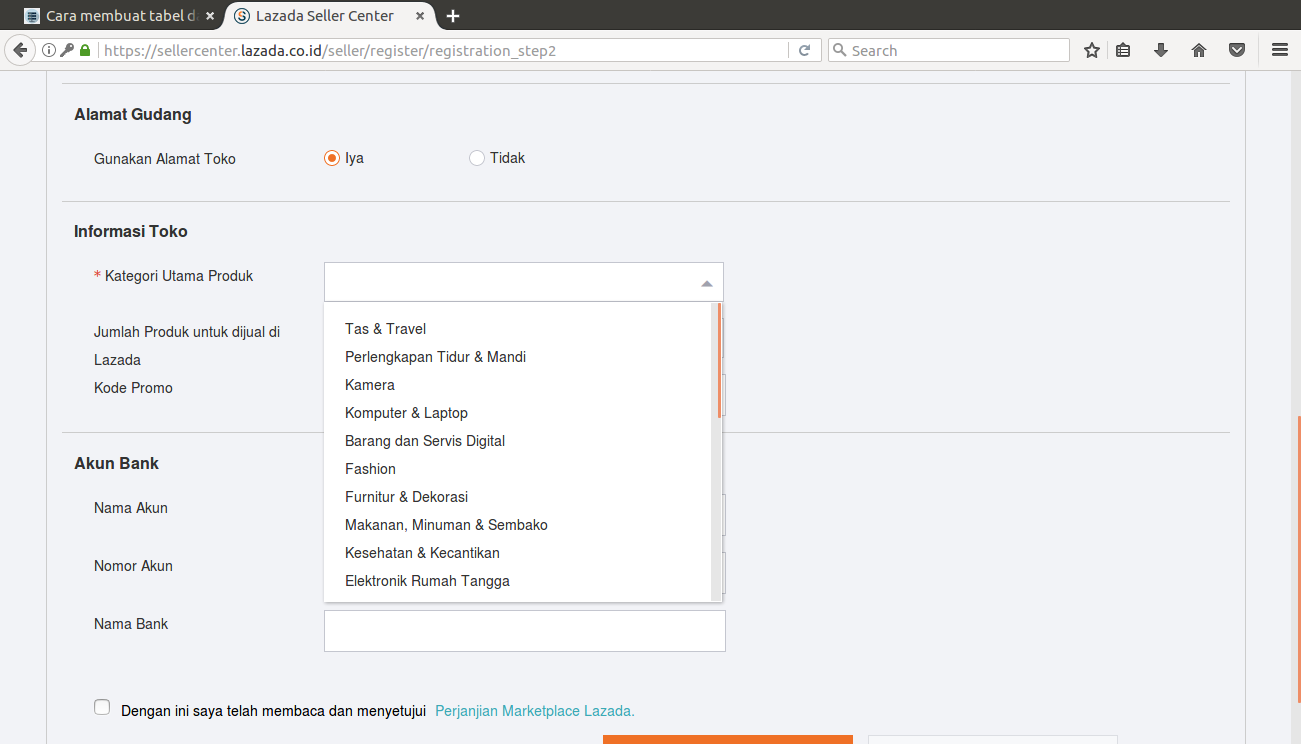 Cara membuat tabel d
Lazada Seller Center
https://sellercenter.lazada.co.id/seller/register/registration_step2
Search
Alamat Gudang
Gunakan Alamat Toko
Iya
Tidak
Informasi Toko
* Kategori Utama Produk
Jumlah Produk untuk dijual di
Lazada
Kode Promo
Tas & Travel
Perlengkapan Tidur & Mandi
Kamera
Komputer & Laptop
Barang dan Servis Digital
Fashion
Furnitur & Dekorasi
Makanan, Minuman & Sembako
Kesehatan & Kecantikan
Elektronik Rumah Tangga
Akun Bank
Nama Akun
Nomor Akun
Nama Bank
Dengan ini saya telah membaca dan menyetujui Perjanjian Marketplace Lazada.